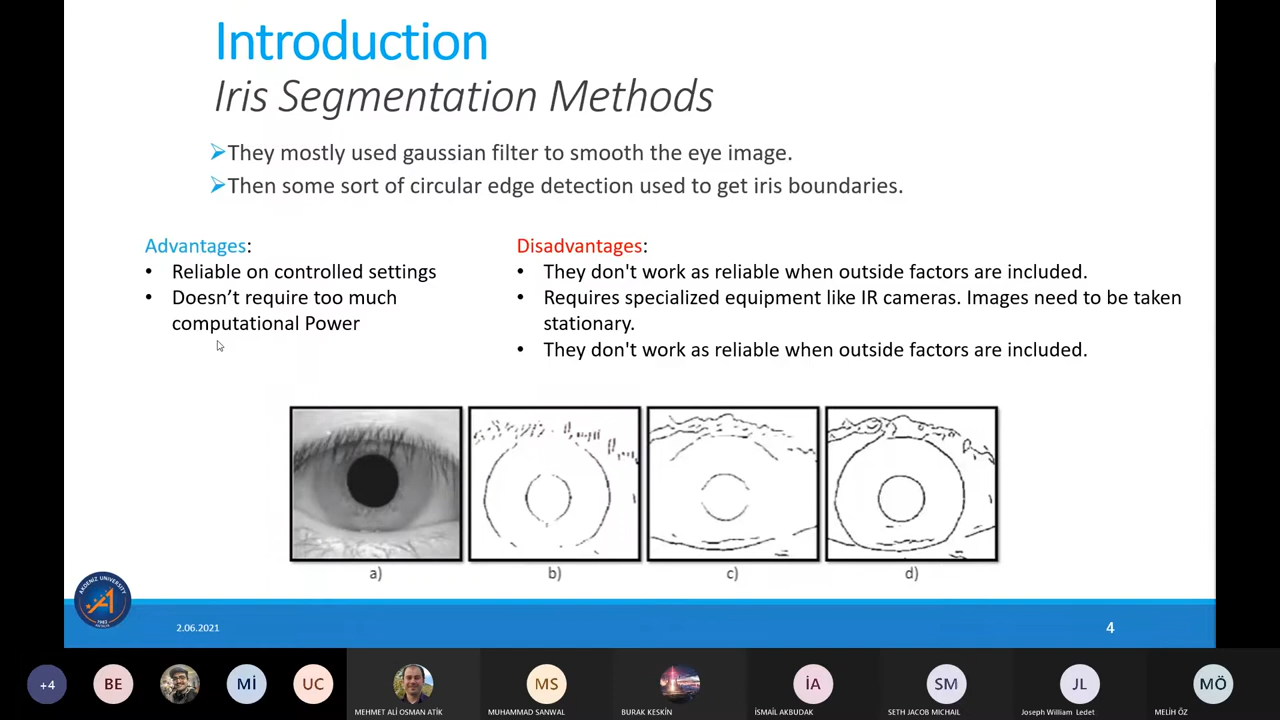 Introduction
Iris Segmentation Methods
They mostly used gaussian filter to smooth the eye image.
Then some sort of circular edge detection used to get iris boundaries.
Advantages:
• Reliable on controlled settings
• Doesn’t require too much
computational Power
Disadvantages:
• They don't work as reliable when outside factors are included.
• Requires specialized equipment like IR cameras. Images need to be taken
stationary.
• They don't work as reliable when outside factors are included.
a)
b)
c)
d)
AKDENIZ UNIVERSITY
1982
2.06.2021
4
+4
BE
Mİ
UC
MEHMET ALİ OSMAN ATİK
MS
MUHAMMAD SANWAL
BURAK KESKİN
İA
İSMAİL AKBUDAK
SM
SETH JACOB MICHAIL
JL
Joseph William Ledet
MÖ
MELİH ÖZ